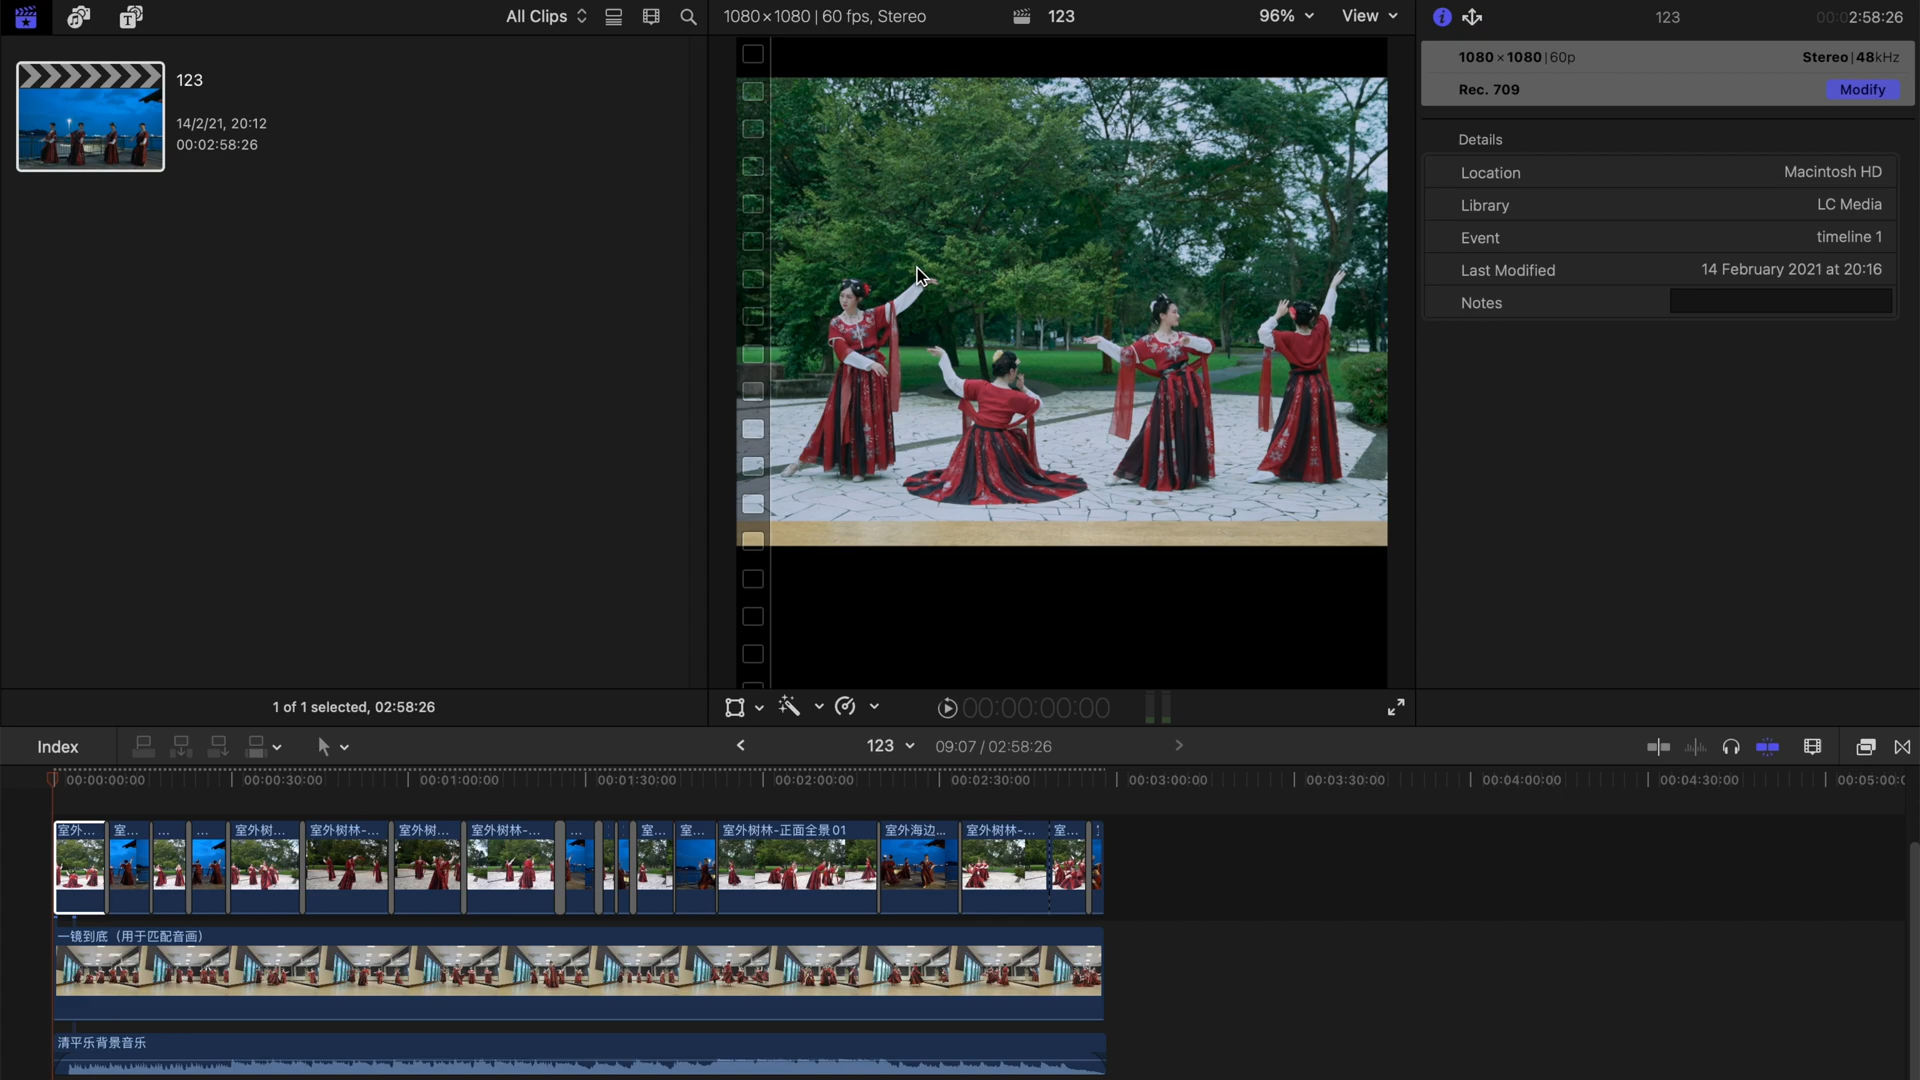 All Clips
1080×1080 | 60 fps, Stereo
123
96%
View
123
00:02:58:26
123
14/2/21, 20:12
00:02:58:26
1080×1080 | 60p
Stereo | 48kHz
Rec. 709
Modify
Details
Location
Macintosh HD
Library
LC Media
Event
timeline 1
Last Modified
14 February 2021 at 20:16
Notes
1 of 1 selected, 02:58:26
00:00:00:00
Index
123
09:07 / 02:58:26
00:00:00:00
00:00:30:00
00:01:00:00
00:01:30:00
00:02:00:00
00:02:30:00
00:03:00:00
00:03:30:00
00:04:00:00
00:04:30:00
00:05:00:0
室外...
室...
...
...
室外树...
室外树林-...
室外树...
室外树林-...
...
室...
室...
室外树林-正面全景01
室外海边...
室外树林-...
室...
一镜到底（用于匹配音画）
清平乐背景音乐